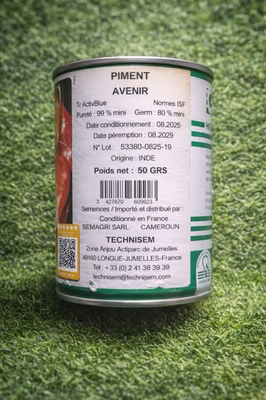 PIMENT
AVENIR
Tr ActivBlue Normes ISF
Pureté : 99 % mini Germ : 80 % mini
Date conditionnement : 08.2025
Date péremption : 08.2029
N° Lot : 53380-0825-19
Origine : INDE
Poids net : 50 GRS
3 427870 609923
Semences / Importé et distribué par :
Conditionné en France
SEMAGRI SARL CAMEROUN
TECHNISEM
Zone Anjou Actiparc de Jumelles
49160 LONGUE-JUMELLES-France
Tél : +33 (0) 2 41 38 39 39
technisem@technisem.com